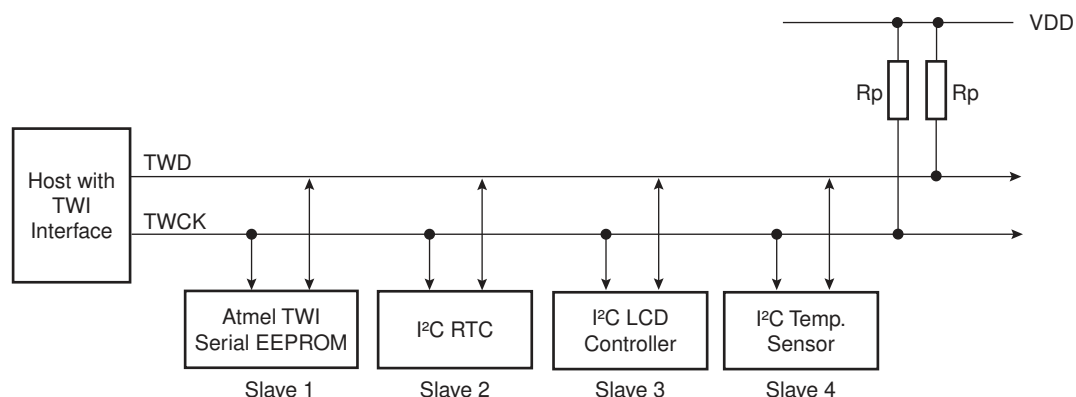 VDD
Rp
Rp
Host with
TWI
Interface
TWD
TWCK
Atmel TWI
Serial EEPROM
I²C RTC
I²C LCD
Controller
I²C Temp.
Sensor
Slave 1
Slave 2
Slave 3
Slave 4